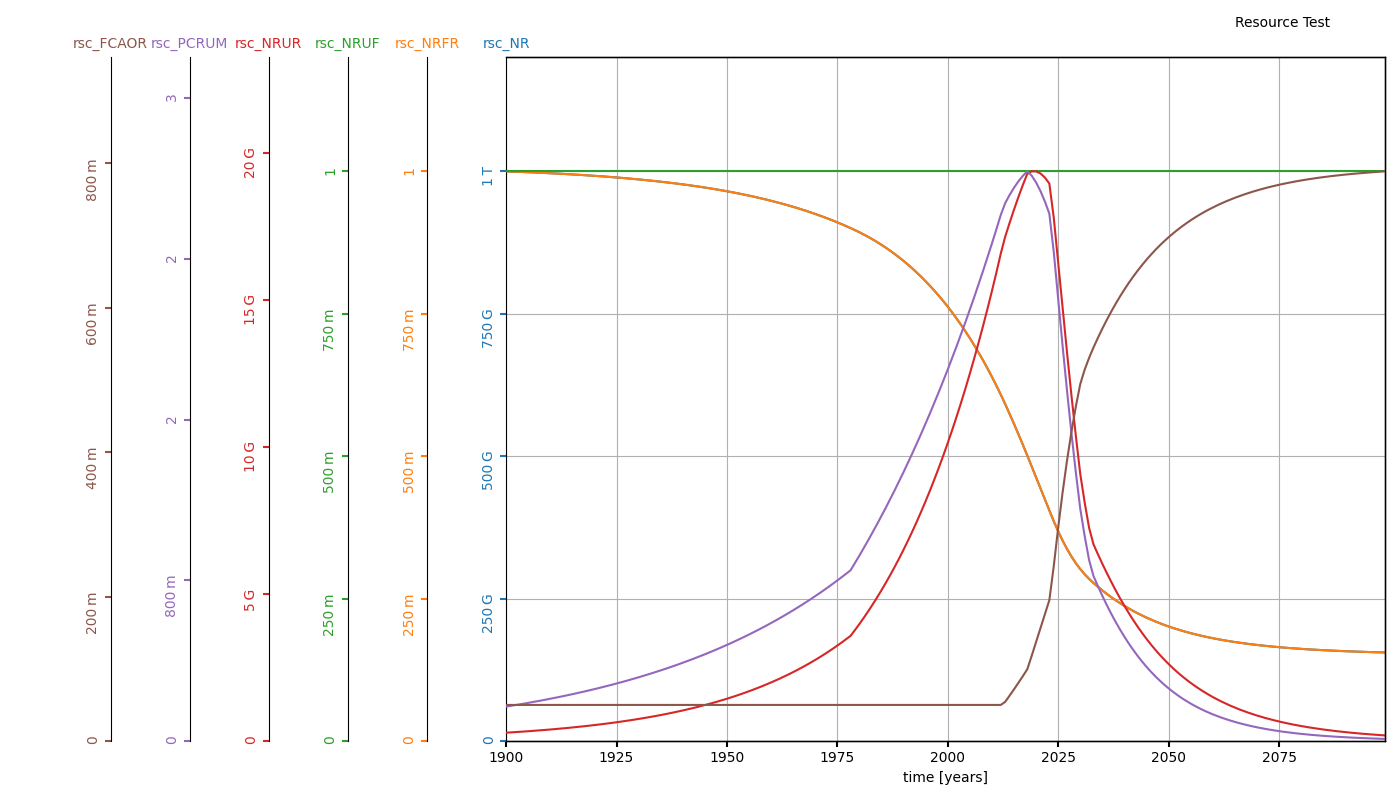 Resource Test
rsc_FCAOR rsc_PCRUM rsc_NRUR rsc_NRUF rsc_NRFR rsc_NR
800 m
600 m
400 m
200 m
0
3
2
2
800 m
0
20 G
15 G
10 G
5 G
0
1
750 m
500 m
250 m
0
1
750 m
500 m
250 m
0
1 T
750 G
500 G
250 G
0
1900 1925 1950 1975 2000 2025 2050 2075
time [years]